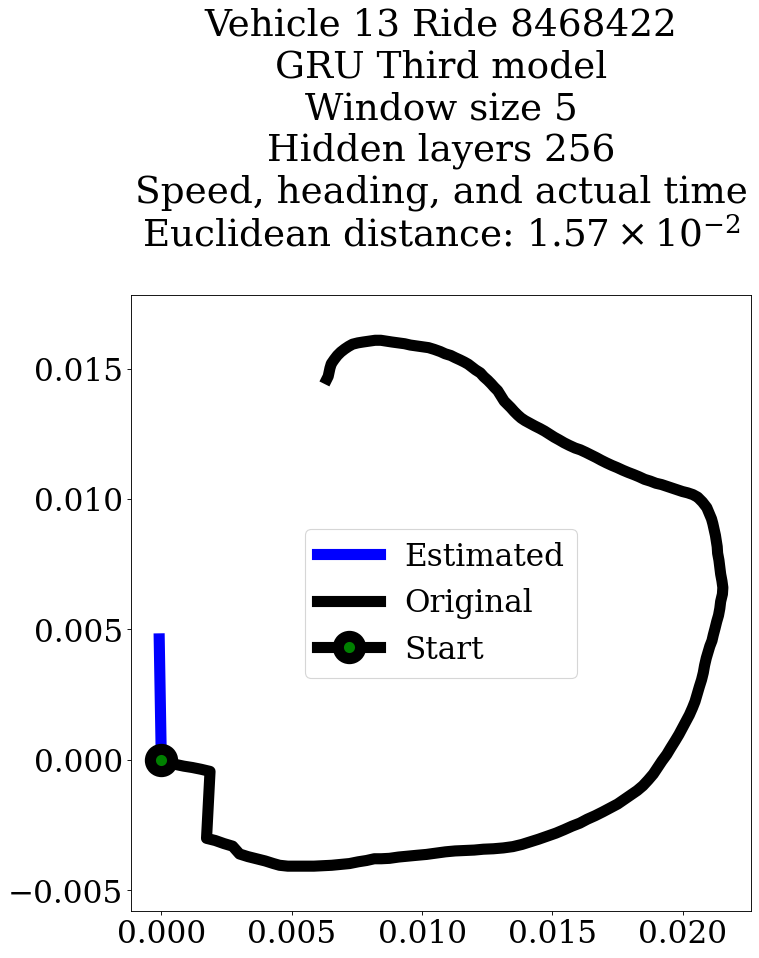 Vehicle 13 Ride 8468422
GRU Third model
Window size 5
Hidden layers 256
Speed, heading, and actual time
Euclidean distance: 1.57 × 10⁻²
0.015
0.010
0.005
0.000
−0.005
Estimated
Original
Start
0.000 0.005 0.010 0.015 0.020